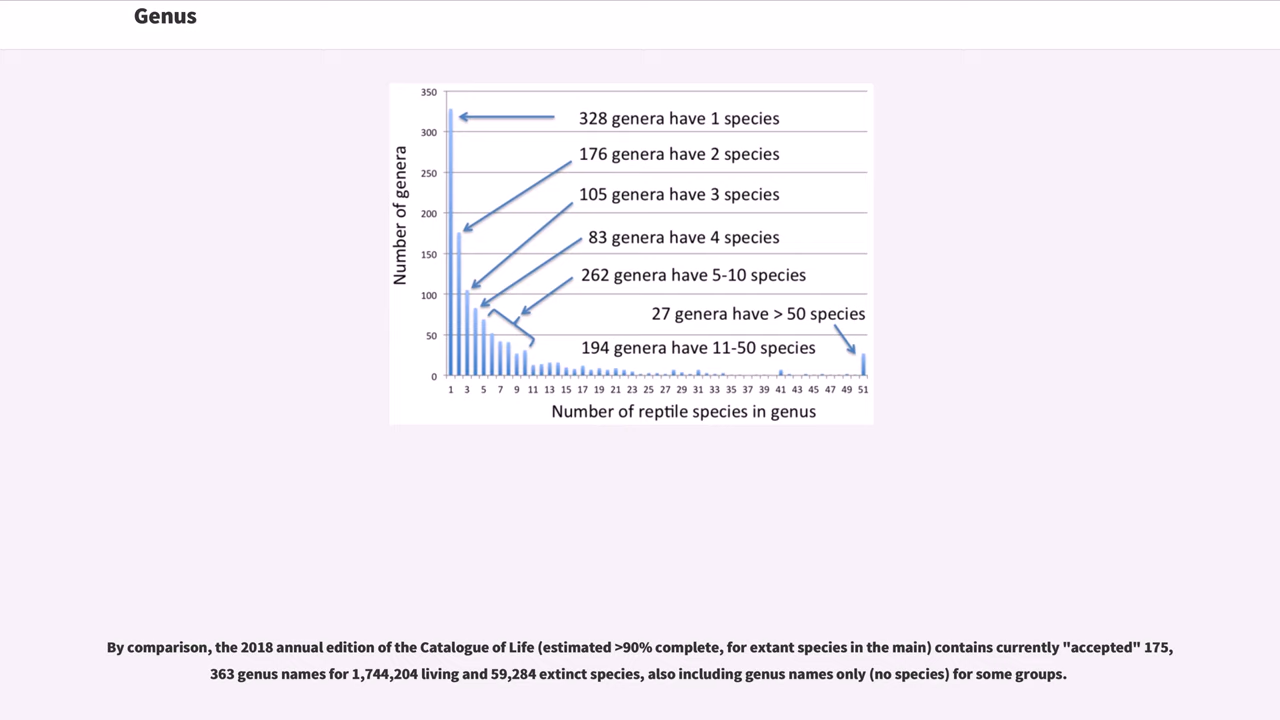 Genus
350
300
250
200
150
100
50
0
Number of genera
328 genera have 1 species
176 genera have 2 species
105 genera have 3 species
83 genera have 4 species
262 genera have 5-10 species
27 genera have > 50 species
194 genera have 11-50 species
1 3 5 7 9 11 13 15 17 19 21 23 25 27 29 31 33 35 37 39 41 43 45 47 49 51
Number of reptile species in genus
By comparison, the 2018 annual edition of the Catalogue of Life (estimated >90% complete, for extant species in the main) contains currently "accepted" 175,
363 genus names for 1,744,204 living and 59,284 extinct species, also including genus names only (no species) for some groups.